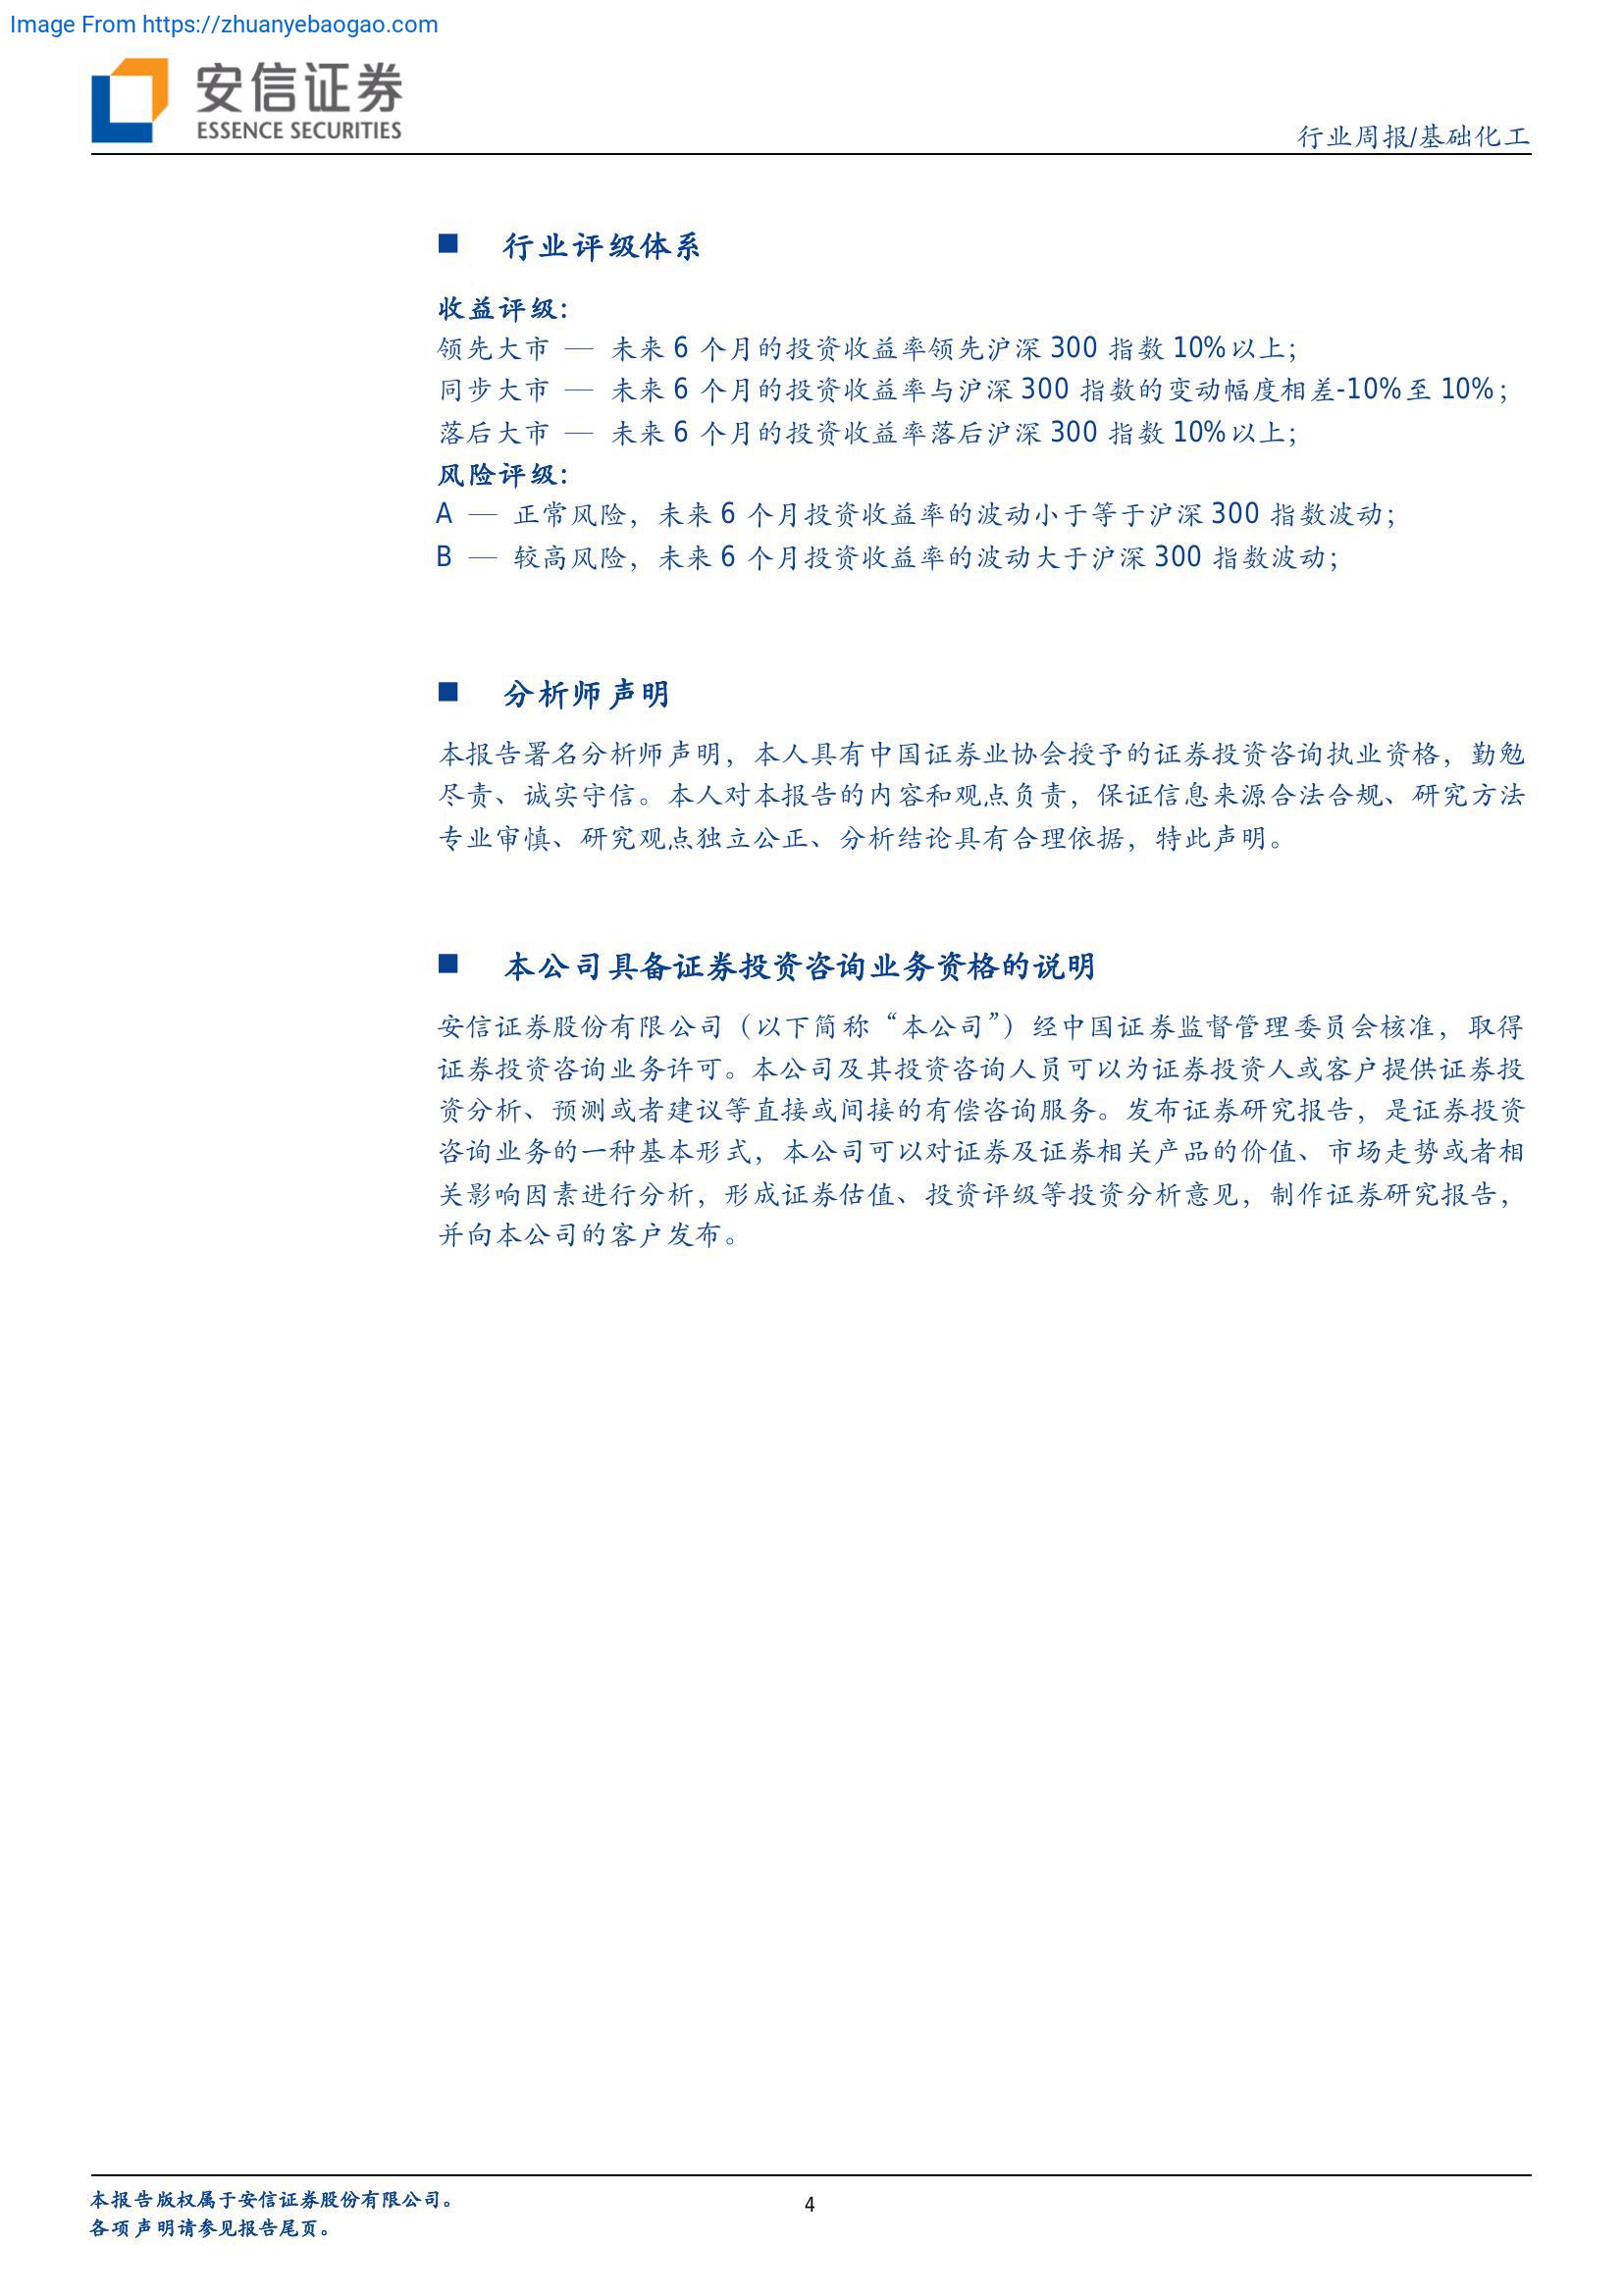 Image From https://zhuanyebaogao.com
安信证券
ESSENCE SECURITIES
行业周报/基础化工
■ 行业评级体系
收益评级：
领先大市 — 未来 6 个月的投资收益率领先沪深 300 指数 10%以上；
同步大市 — 未来 6 个月的投资收益率与沪深 300 指数的变动幅度相差-10%至 10%；
落后大市 — 未来 6 个月的投资收益率落后沪深 300 指数 10%以上；
风险评级：
A — 正常风险，未来 6 个月投资收益率的波动小于等于沪深 300 指数波动；
B — 较高风险，未来 6 个月投资收益率的波动大于沪深 300 指数波动；
■ 分析师声明
本报告署名分析师声明，本人具有中国证券业协会授予的证券投资咨询执业资格，勤勉
尽责、诚实守信。本人对本报告的内容和观点负责，保证信息来源合法合规、研究方法
专业审慎、研究观点独立公正、分析结论具有合理依据，特此声明。
■ 本公司具备证券投资咨询业务资格的说明
安信证券股份有限公司（以下简称“本公司”）经中国证券监督管理委员会核准，取得
证券投资咨询业务许可。本公司及其投资咨询人员可以为证券投资人或客户提供证券投
资分析、预测或者建议等直接或间接的有偿咨询服务。发布证券研究报告，是证券投资
咨询业务的一种基本形式，本公司可以对证券及证券相关产品的价值、市场走势或者相
关影响因素进行分析，形成证券估值、投资评级等投资分析意见，制作证券研究报告，
并向本公司的客户发布。
本报告版权属于安信证券股份有限公司。
各项声明请参见报告尾页。
4